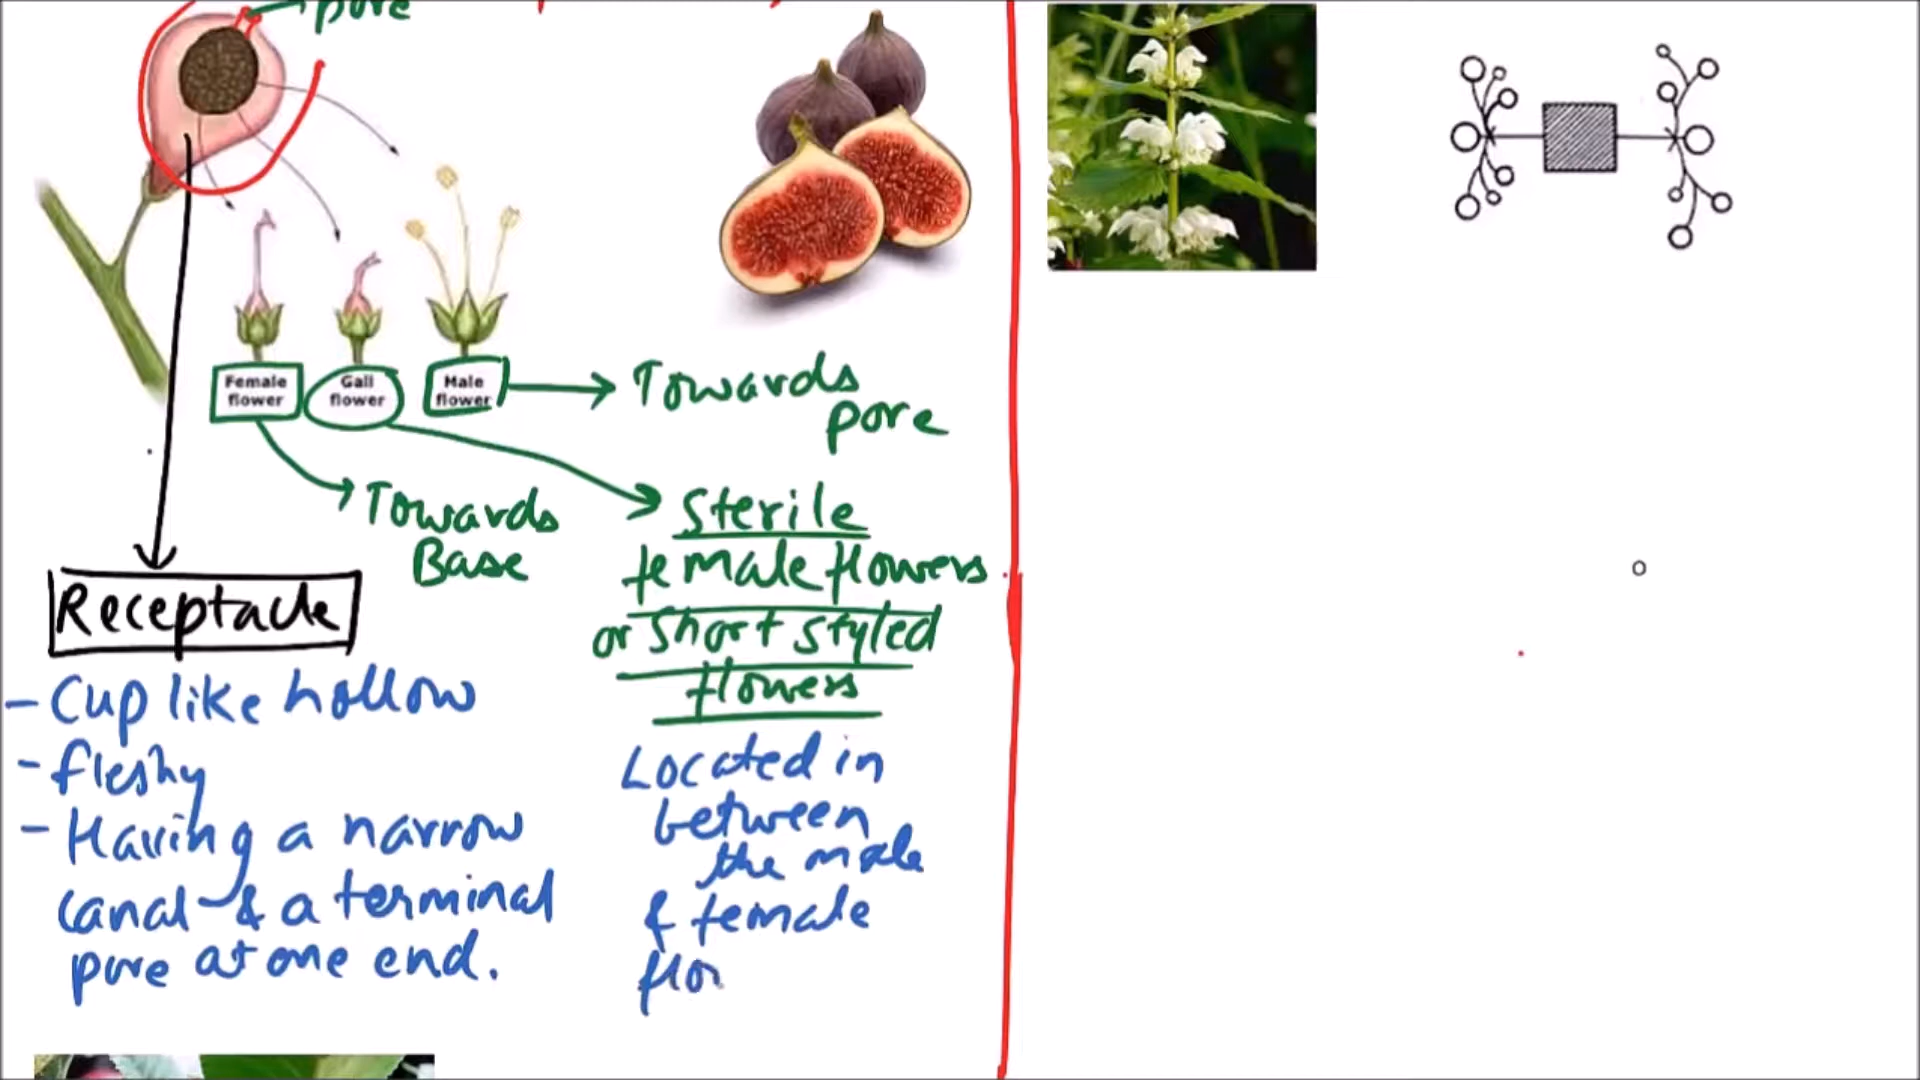 pore
Female
flower
Gall
flower
Male
flower
Towards
pore
Towards
Base
Sterile
female flowers
or short styled
flowers
Receptacle
- Cup like hollow
- fleshy
- Having a narrow
canal & a terminal
pore at one end.
Located in
between
the male
& female
flor